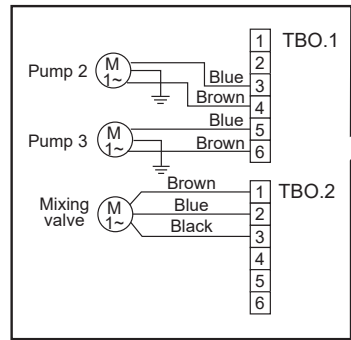 1 TBO.1
Pump 2 M 1~ 2
Blue 3
Brown 4
Blue 5
Pump 3 M 1~ Brown 6
Brown 1 TBO.2
Mixing valve M 1~ Blue 2
Black 3
4
5
6